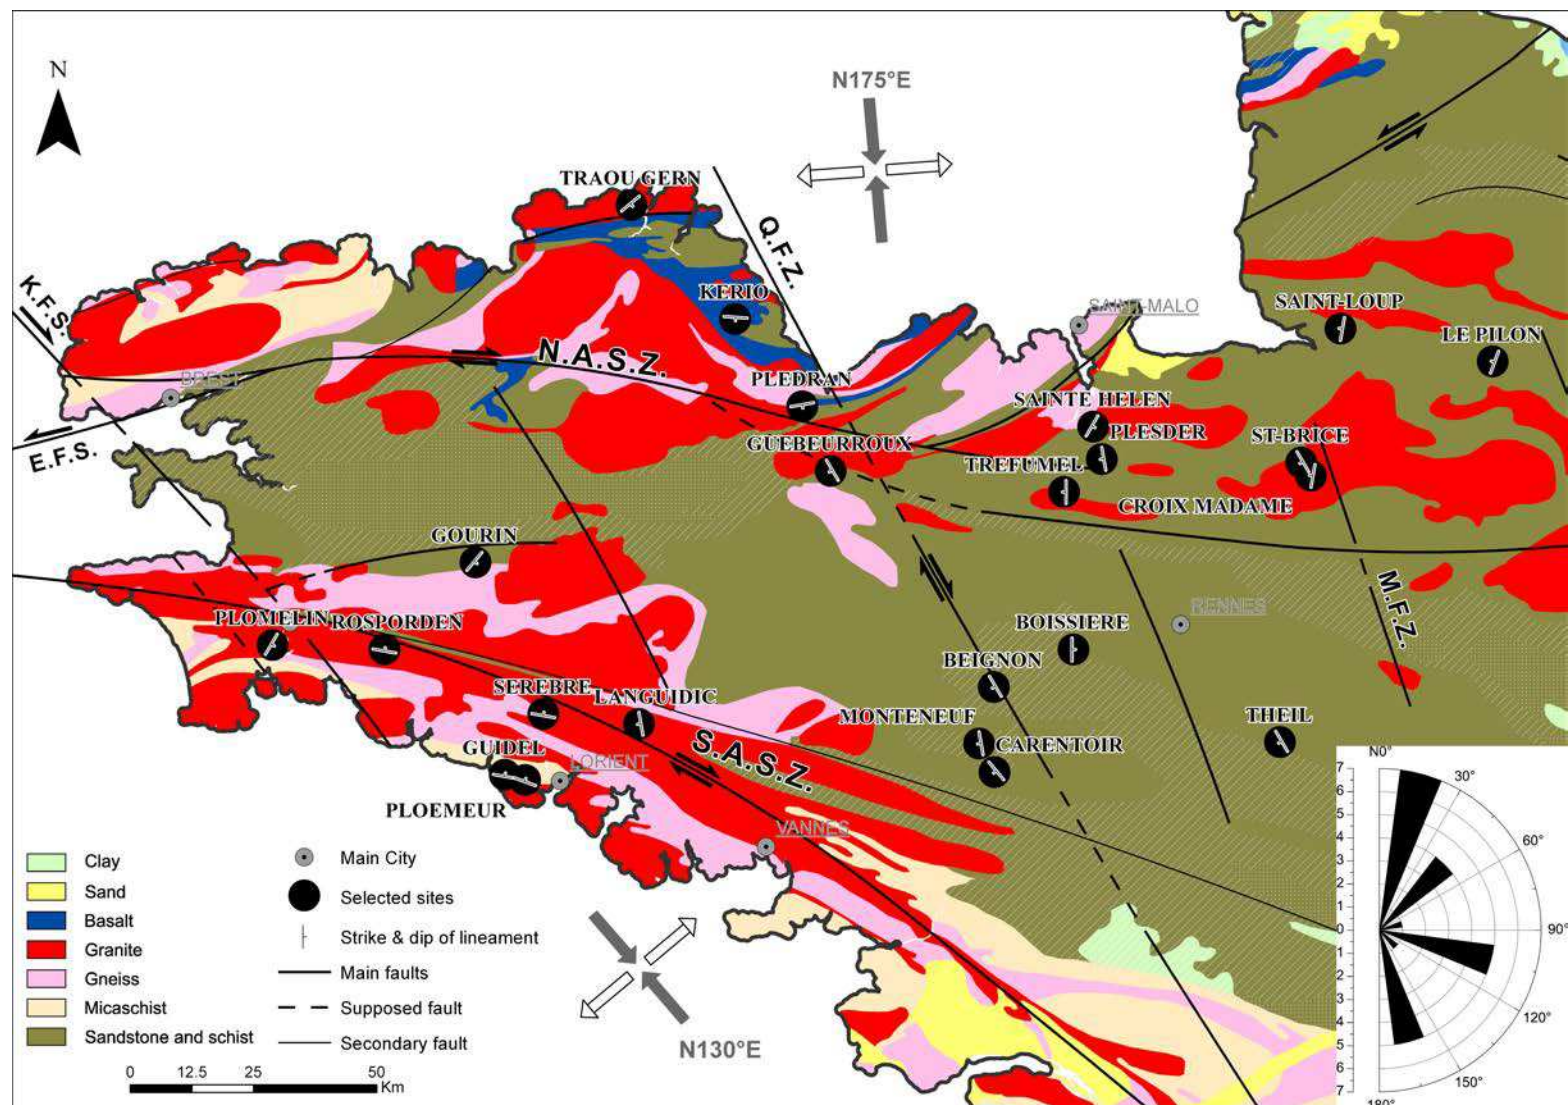 N
N175°E
TRAOU GERN
Q.F.Z.
K.F.S.
KERIO
SAINT-MALO
SAINT-LOUP
LE PILON
N.A.S.Z.
BREST
PLEDRAN
SAINTE HELEN
E.F.S.
GUEBEURROUX
PLESDER
ST-BRICE
TREFUMEL
CROIX MADAME
GOURIN
M.F.Z.
RENNES
PLOMELIN
ROSPORDEN
BOISSIERE
BEIGNON
SEREBRE
LANGUIDIC
MONTENEUF
THEIL
CARENTOIR
S.A.S.Z.
GUIDEL
LORIENT
PLOEMEUR
VANNES
N130°E
Clay
Sand
Basalt
Granite
Gneiss
Micaschist
Sandstone and schist
Main City
Selected sites
Strike & dip of lineament
Main faults
Supposed fault
Secondary fault
0 12.5 25 50
Km
N0°
30°
60°
90°
120°
150°
180°
7
6
5
4
3
2
1
0
1
2
3
4
5
6
7